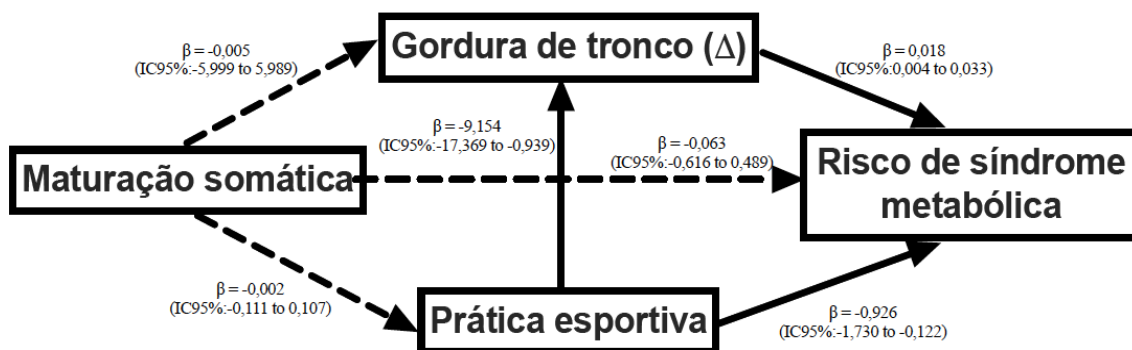 β = -0,005
(IC95%:-5,999 to 5,989)
Gordura de tronco (Δ)
β = 0,018
(IC95%:0,004 to 0,033)
β = -9,154
(IC95%:-17,369 to -0,939)
β = -0,063
(IC95%:-0,616 to 0,489)
Maturação somática
Risco de síndrome
metabólica
β = -0,002
(IC95%:-0,111 to 0,107)
Prática esportiva
β = -0,926
(IC95%:-1,730 to -0,122)